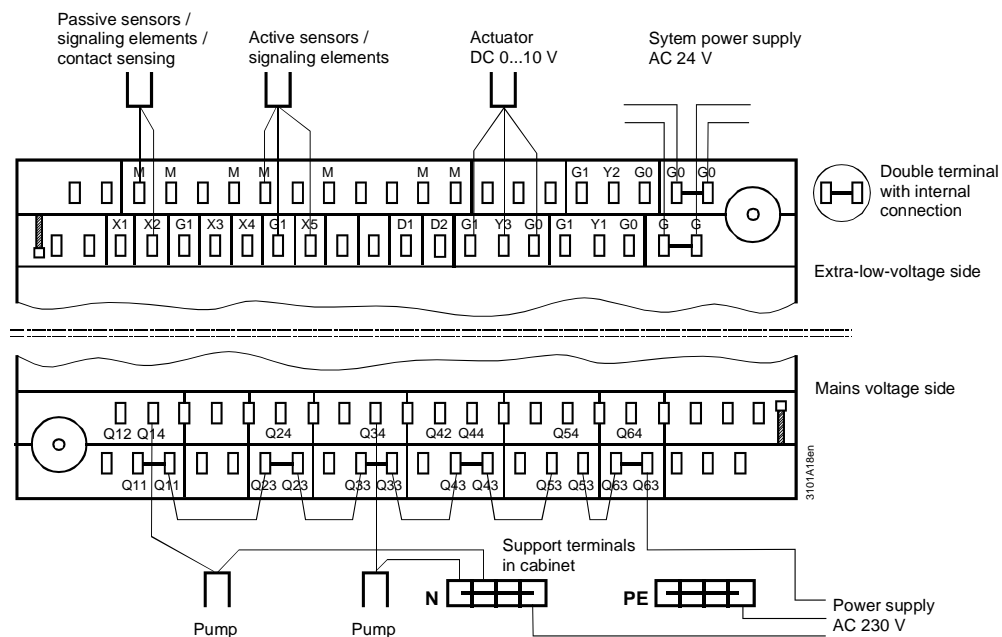 Passive sensors /
signaling elements /
contact sensing
Active sensors /
signaling elements
Actuator
DC 0...10 V
Sytem power supply
AC 24 V
M M M M M M M G1 Y2 G0 G0 G0
Double terminal
with internal
connection
X1 X2 G1 X3 X4 G1 X5 D1 D2 G1 Y3 G0 G1 Y1 G0 G G
Extra-low-voltage side
Mains voltage side
Q12 Q14 Q24 Q34 Q42 Q44 Q54 Q64
Q11 Q11 Q23 Q23 Q33 Q33 Q43 Q43 Q53 Q53 Q63 Q63
3101A18en
Support terminals
in cabinet
N
PE
Power supply
AC 230 V
Pump
Pump